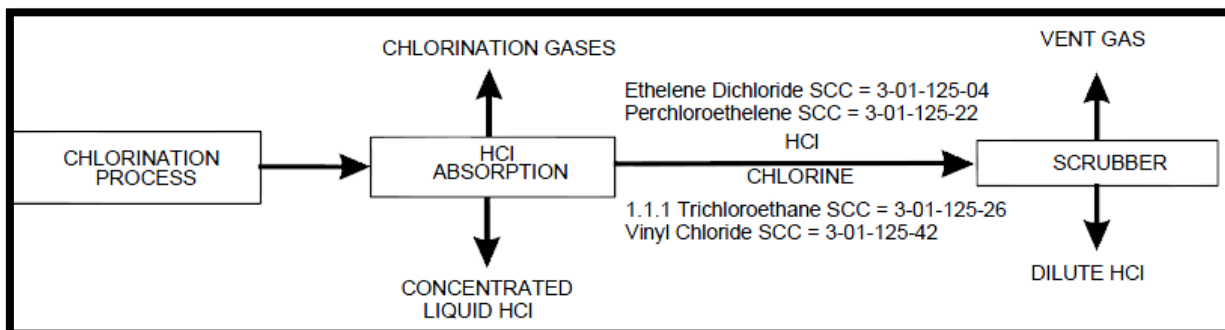 CHLORINATION GASES
VENT GAS
Ethelene Dichloride SCC = 3-01-125-04
Perchloroethelene SCC = 3-01-125-22
CHLORINATION
PROCESS
HCl
ABSORPTION
HCl
CHLORINE
SCRUBBER
1.1.1 Trichloroethane SCC = 3-01-125-26
Vinyl Chloride SCC = 3-01-125-42
CONCENTRATED
LIQUID HCl
DILUTE HCl